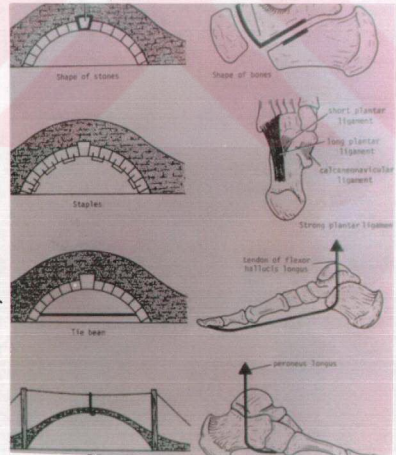 Shape of stones
Shape of bones
short plantar
ligament
long plantar
ligament
calcaneonavicular
ligament
Staples
Strong plantar ligamen
tendon of flexor
hallucis longus
Tie beam
peroneus longus